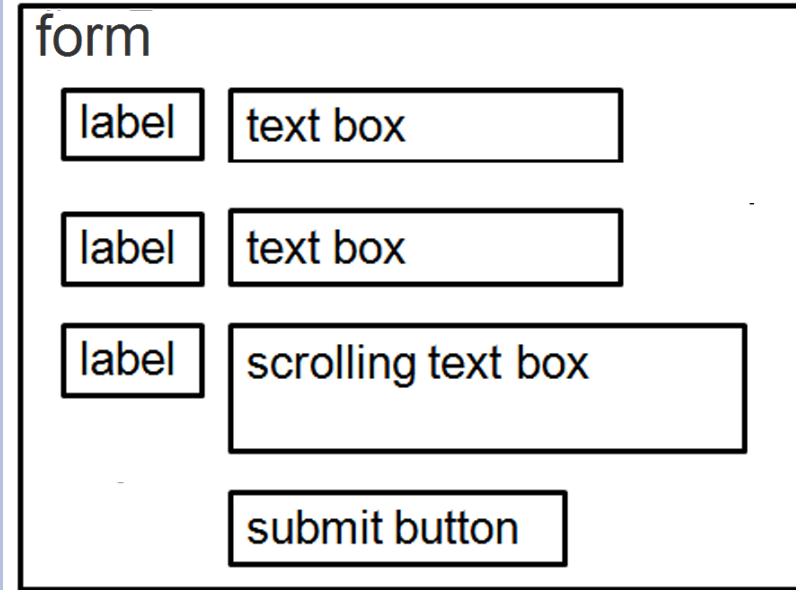 form
label text box
label text box
label scrolling text box
submit button